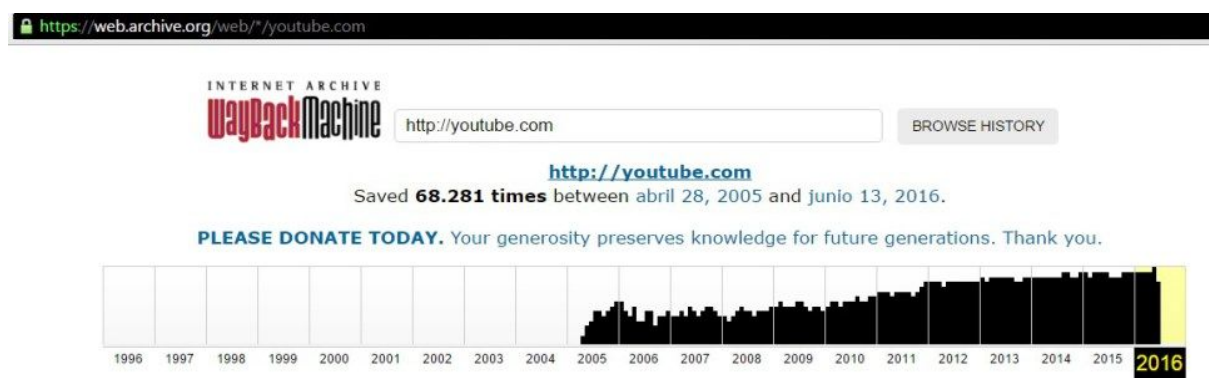 https://web.archive.org/web/*/youtube.com
INTERNET ARCHIVE
WayBackMachine
http://youtube.com
BROWSE HISTORY
http://youtube.com
Saved 68.281 times between abril 28, 2005 and junio 13, 2016.
PLEASE DONATE TODAY. Your generosity preserves knowledge for future generations. Thank you.
1996 1997 1998 1999 2000 2001 2002 2003 2004 2005 2006 2007 2008 2009 2010 2011 2012 2013 2014 2015 2016